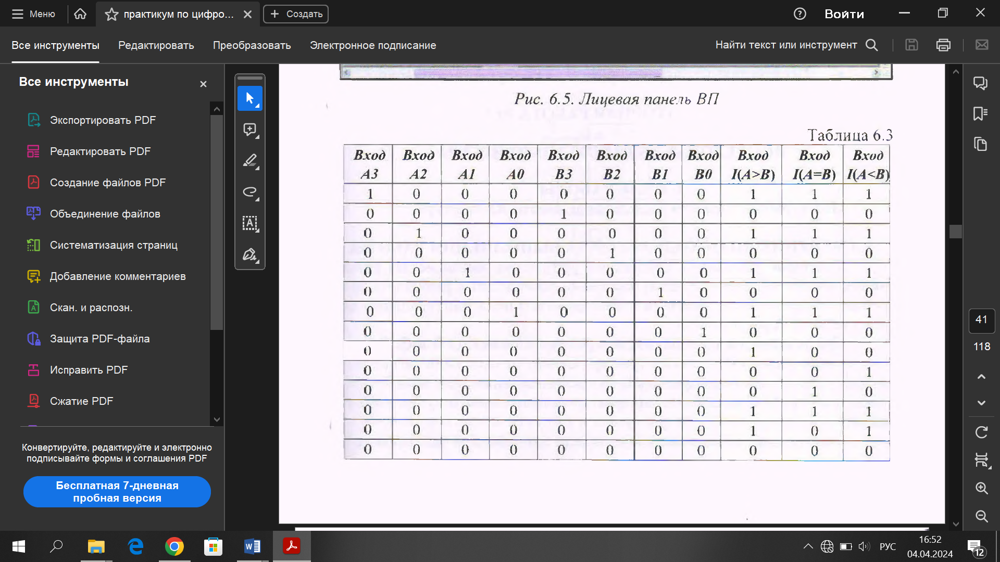 Меню
практикум по цифро...
Создать
Войти
Все инструменты
Редактировать
Преобразовать
Электронное подписание
Найти текст или инструмент
Все инструменты
Экспортировать PDF
Редактировать PDF
Создание файлов PDF
Объединение файлов
Систематизация страниц
Добавление комментариев
Скан. и распозн.
Защита PDF-файла
Исправить PDF
Сжатие PDF
Конвертируйте, редактируйте и электронно
подписывайте формы и соглашения PDF
Бесплатная 7-дневная
пробная версия
Рис. 6.5. Лицевая панель ВП
Таблица 6.3
Вход Вход Вход Вход Вход Вход Вход Вход Вход Вход Вход
A3 A2 A1 A0 B3 B2 B1 B0 I(A>B) I(A=B) I(A<B)
1 0 0 0 0 0 0 0 1 1 1
0 0 0 0 1 0 0 0 0 0 0
0 1 0 0 0 0 0 0 1 1 1
0 0 0 0 0 1 0 0 0 0 0
0 0 1 0 0 0 0 0 1 1 1
0 0 0 0 0 0 1 0 0 0 0
0 0 0 1 0 0 0 0 1 1 1
0 0 0 0 0 0 0 1 0 0 0
0 0 0 0 0 0 0 0 1 0 0
0 0 0 0 0 0 0 0 0 0 1
0 0 0 0 0 0 0 0 0 1 0
0 0 0 0 0 0 0 0 1 1 1
0 0 0 0 0 0 0 0 1 0 1
0 0 0 0 0 0 0 0 0 0 0
41
118
РУС
16:52
04.04.2024
12